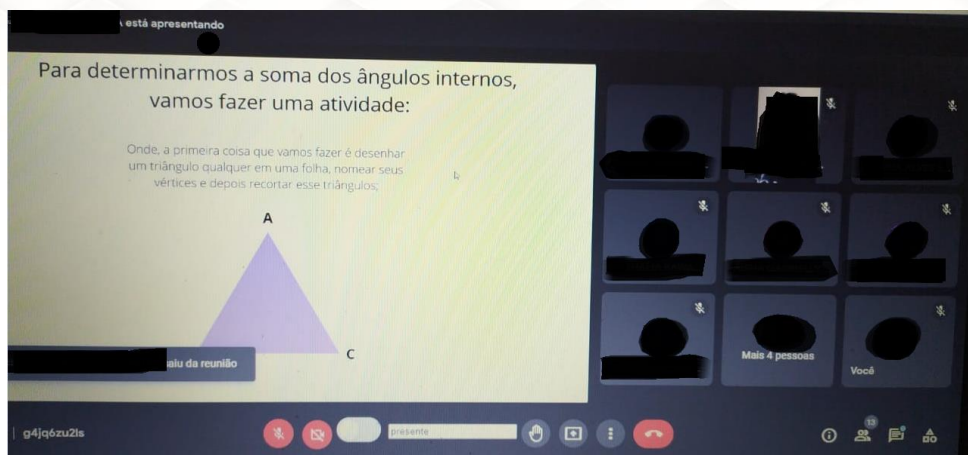 está apresentando
Para determinarmos a soma dos ângulos internos,
vamos fazer uma atividade:
Onde, a primeira coisa que vamos fazer é desenhar
um triângulo qualquer em uma folha, nomear seus
vértices e depois recortar esse triângulos;
A
C
saiu da reunião
Mais 4 pessoas
Você
g4jq6zu2ls
presente
13